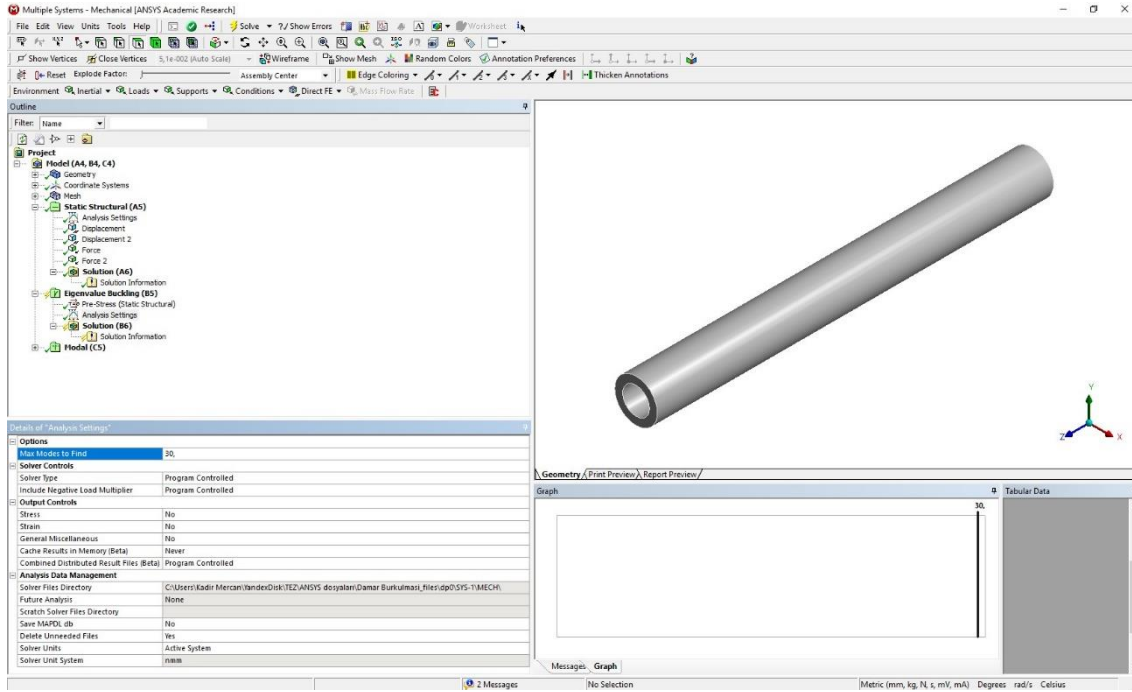 Multiple Systems - Mechanical [ANSYS Academic Research]
File Edit View Units Tools Help Solve ?/ Show Errors Worksheet
Show Vertices Close Vertices 5,1e-002 (Auto Scale) Wireframe Show Mesh Random Colors Annotation Preferences
Reset Explode Factor: Assembly Center Edge Coloring Thicken Annotations
Environment Inertial Loads Supports Conditions Direct FE Mass Flow Rate
Outline
Filter: Name
Project
Model (A4, B4, C4)
Geometry
Coordinate Systems
Mesh
Static Structural (A5)
Analysis Settings
Displacement
Displacement 2
Force
Force 2
Solution (A6)
Solution Information
Eigenvalue Buckling (B5)
Pre-Stress (Static Structural)
Analysis Settings
Solution (B6)
Solution Information
Modal (C5)
Details of "Analysis Settings"
Options
Max Modes to Find 30,
Solver Controls
Solver Type Program Controlled
Include Negative Load Multiplier Program Controlled
Output Controls
Stress No
Strain No
General Miscellaneous No
Cache Results in Memory (Beta) Never
Combined Distributed Result Files (Beta) Program Controlled
Analysis Data Management
Solver Files Directory C:\Users\Kadir Mercan\YandexDisk\TEZ\ANSYS dosyaları\Damar Burkulmasi_files\dp0\SYS-1\MECH\
Future Analysis None
Scratch Solver Files Directory
Save MAPDL db No
Delete Unneeded Files Yes
Solver Units Active System
Solver Unit System nmm
Y
Z
X
Geometry Print Preview Report Preview
Graph
Tabular Data
30,
Messages Graph
2 Messages No Selection Metric (mm, kg, N, s, mV, mA) Degrees rad/s Celsius